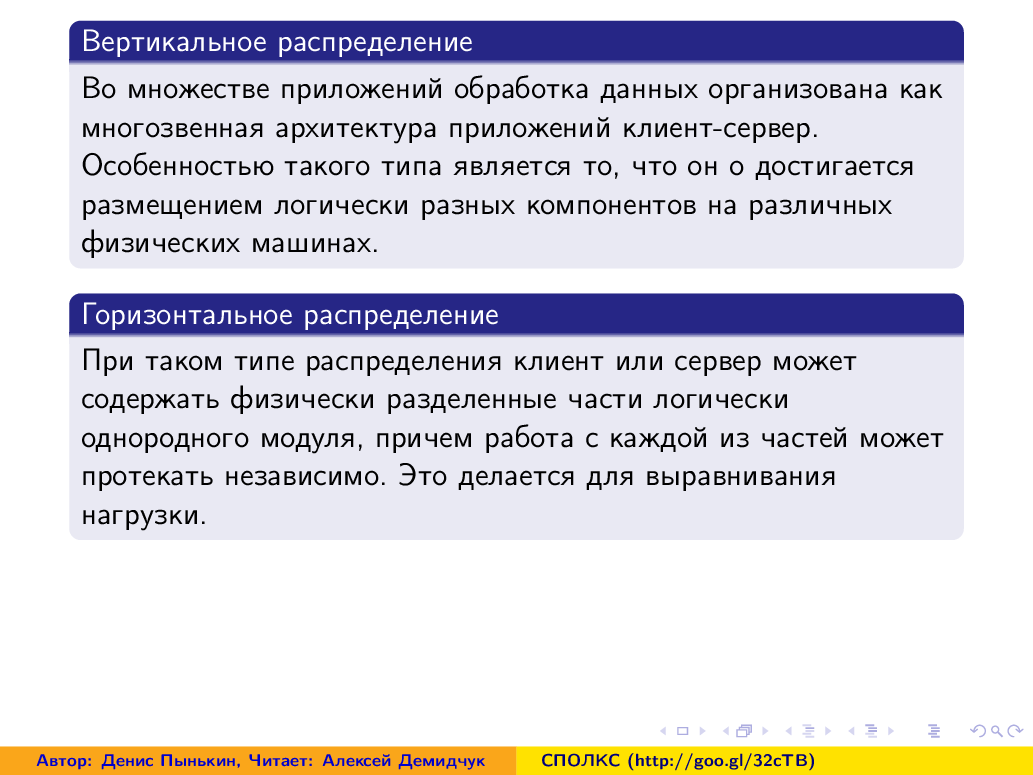 Вертикальное распределение
Во множестве приложений обработка данных организована как
многозвенная архитектура приложений клиент-сервер.
Особенностью такого типа является то, что он о достигается
размещением логически разных компонентов на различных
физических машинах.
Горизонтальное распределение
При таком типе распределения клиент или сервер может
содержать физически разделенные части логически
однородного модуля, причем работа с каждой из частей может
протекать независимо. Это делается для выравнивания
нагрузки.
Автор: Денис Пынькин, Читает: Алексей Демидчук
СПОЛКС (http://goo.gl/32cTB)